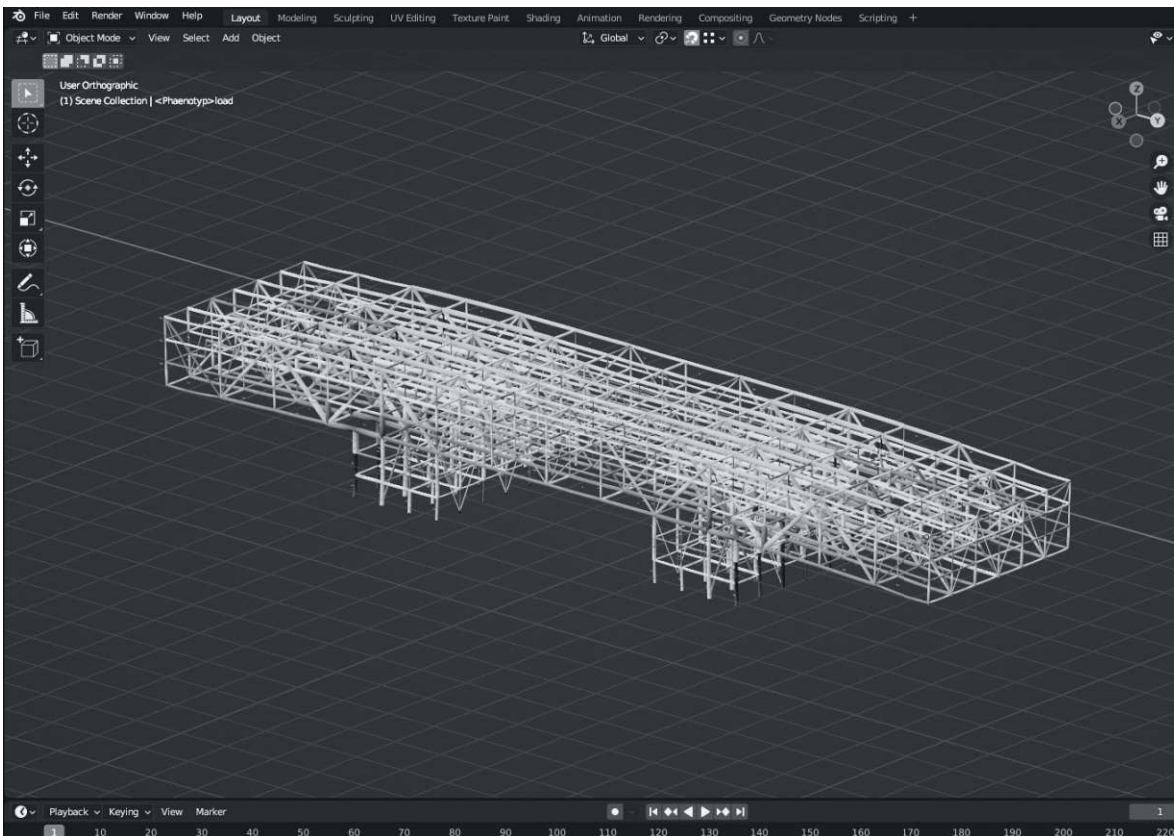 File Edit Render Window Help Layout Modeling Sculpting UV Editing Texture Paint Shading Animation Rendering Compositing Geometry Nodes Scripting +
Object Mode View Select Add Object Global
User Orthographic
(1) Scene Collection | <Phaenotyp>load
Z
X Y
Playback Keying View Marker 1
1 10 20 30 40 50 60 70 80 90 100 110 120 130 140 150 160 170 180 190 200 210 220